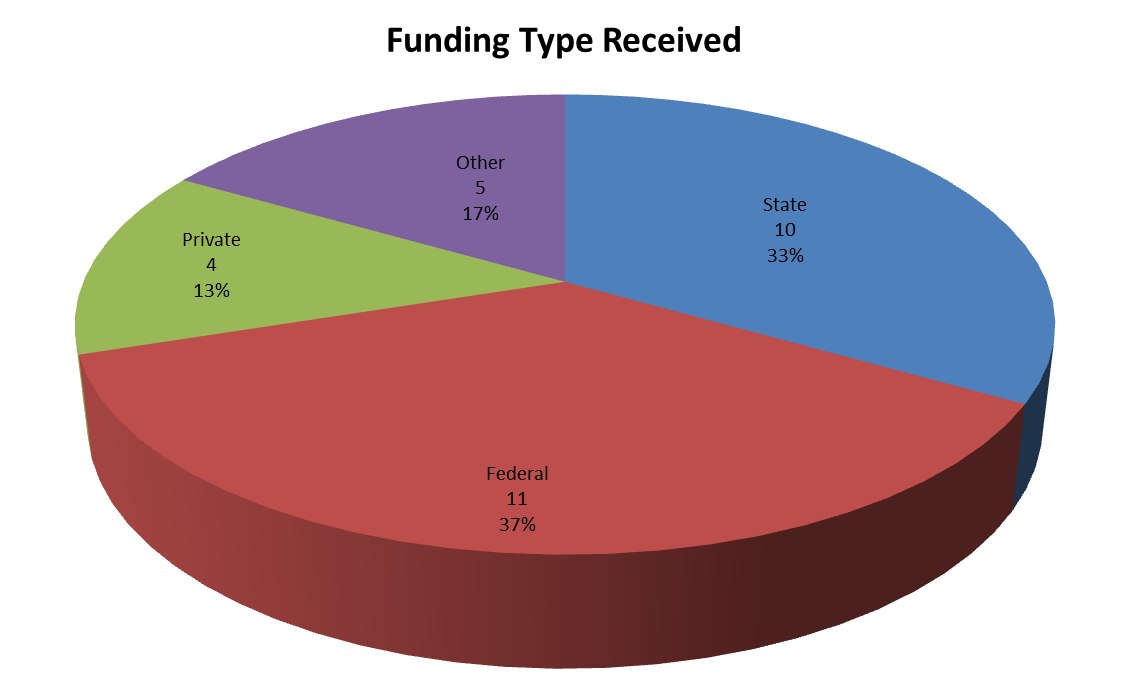 Funding Type Received
Other
5
17%
State
10
33%
Private
4
13%
Federal
11
37%